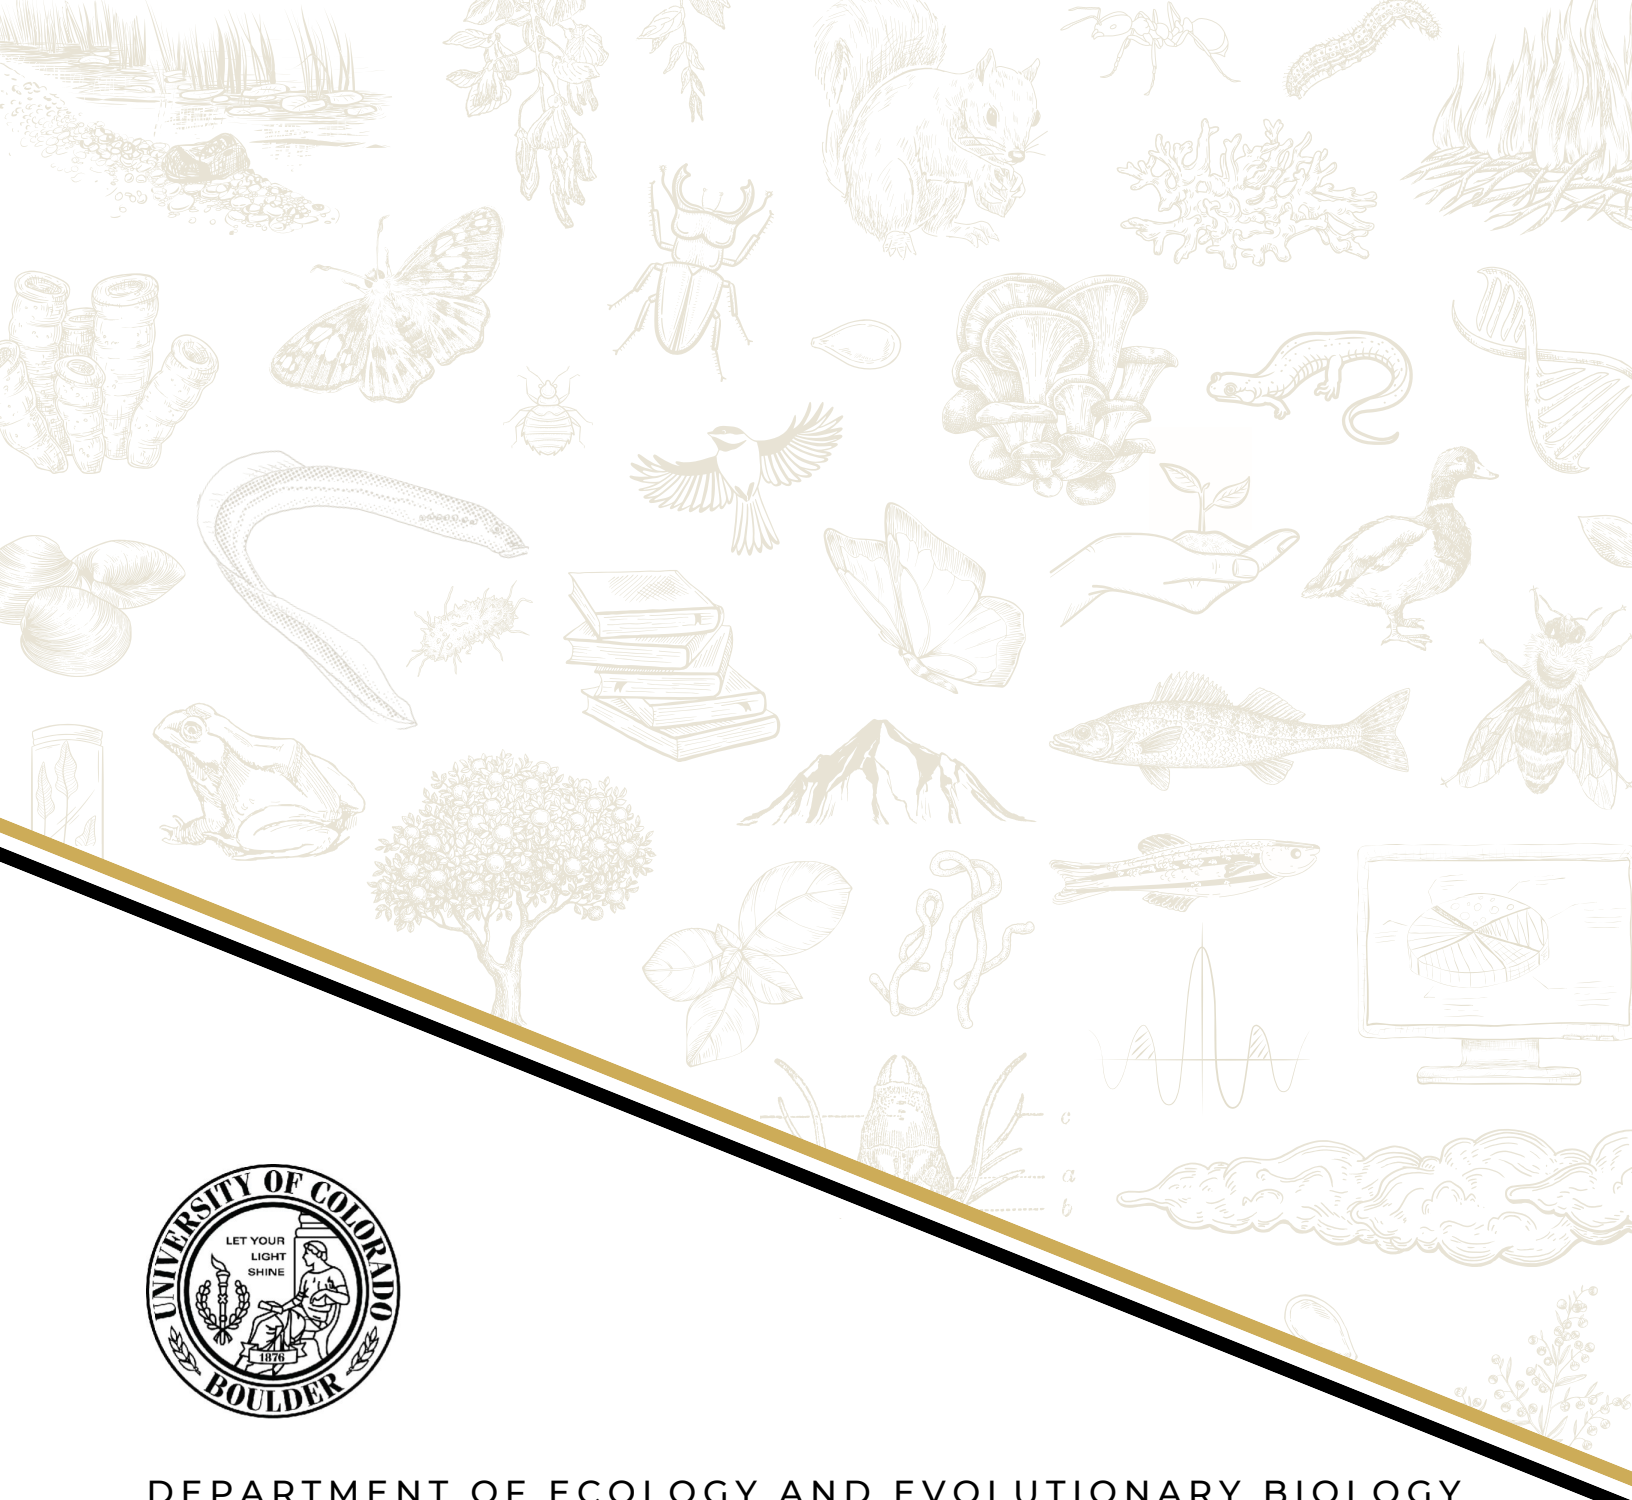 c
a
b
UNIVERSITY OF COLORADO
LET YOUR
LIGHT
SHINE
1876
BOULDER
DEPARTMENT OF ECOLOGY AND EVOLUTIONARY BIOLOGY